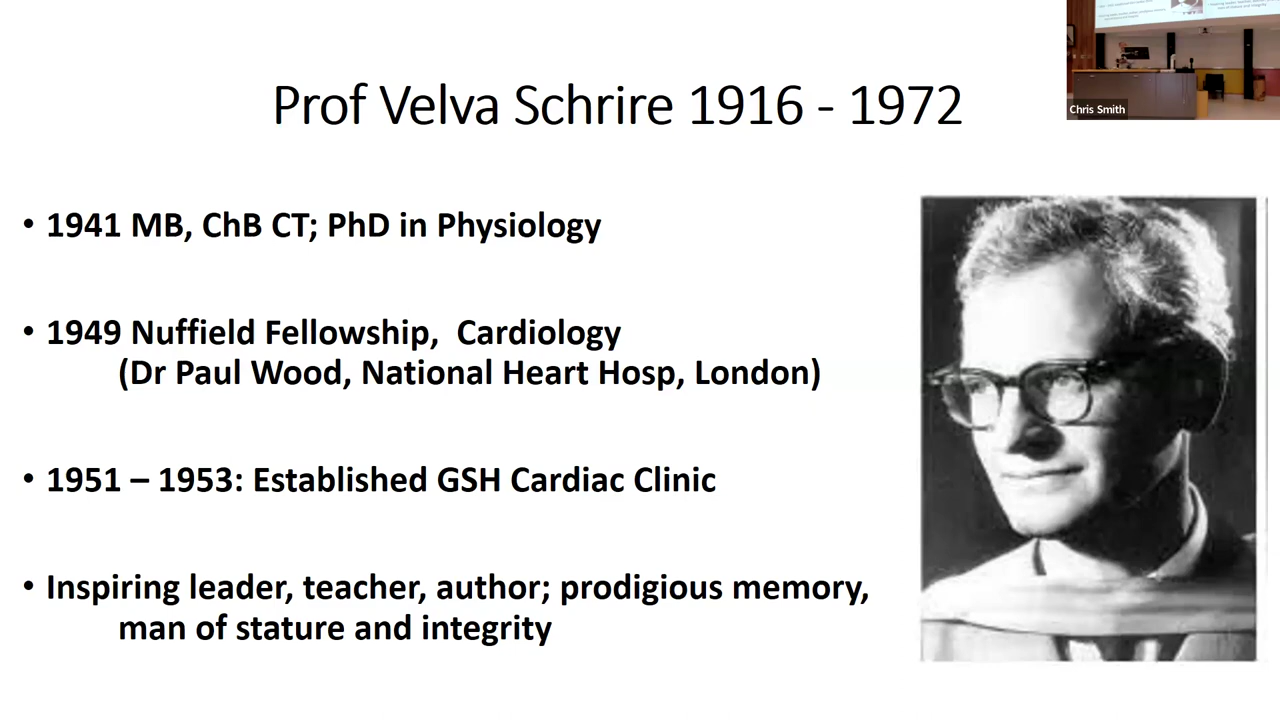 Prof Velva Schrire 1916 - 1972
Chris Smith
• 1941 MB, ChB CT; PhD in Physiology
• 1949 Nuffield Fellowship, Cardiology
(Dr Paul Wood, National Heart Hosp, London)
• 1951 – 1953: Established GSH Cardiac Clinic
• Inspiring leader, teacher, author; prodigious memory,
man of stature and integrity